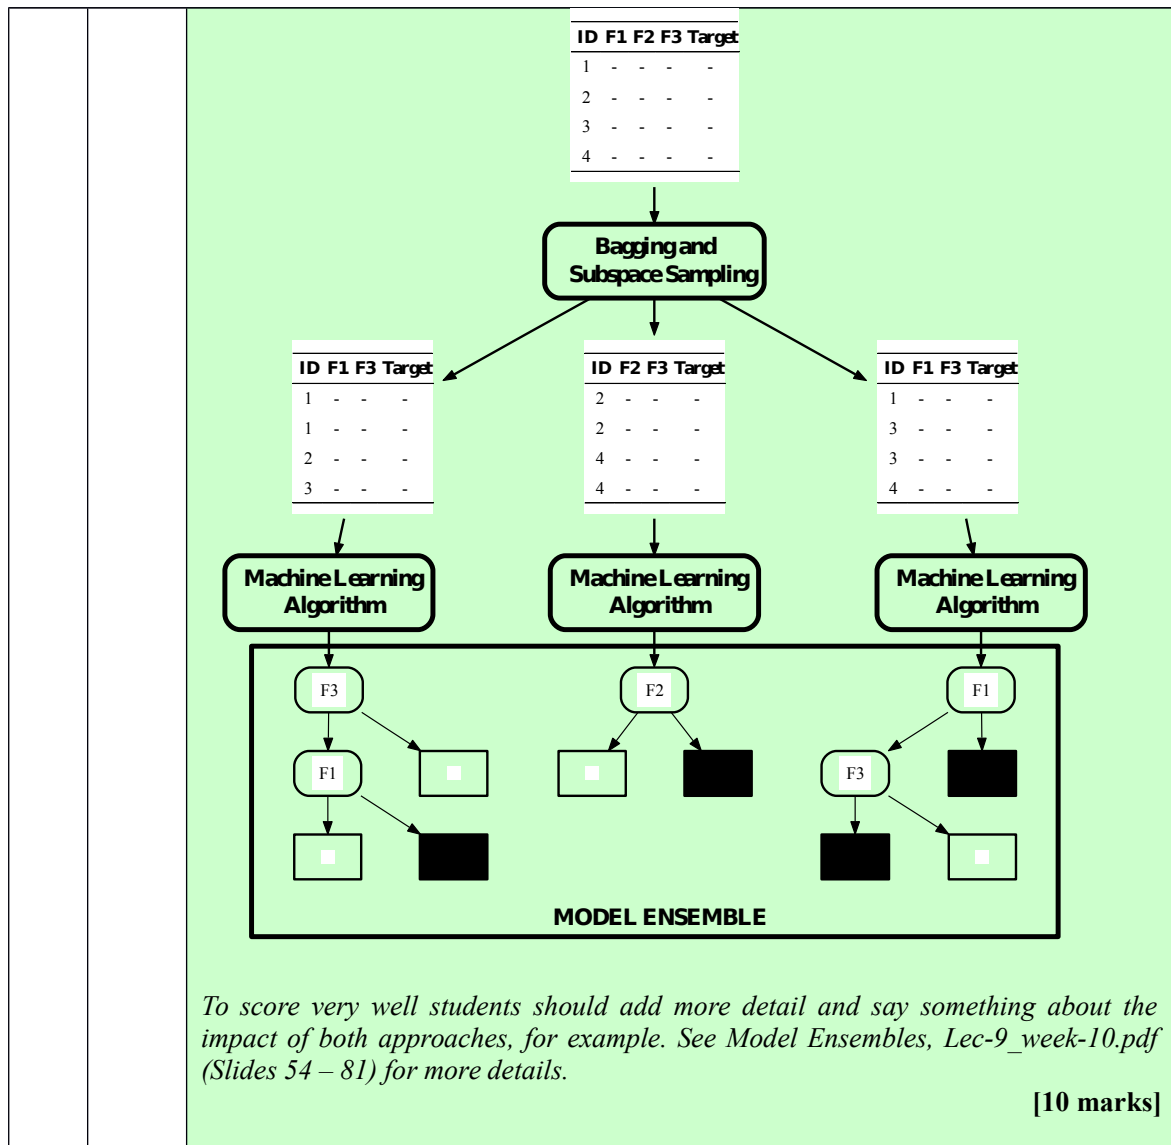 ID F1 F2 F3 Target
1 - - - -
2 - - - -
3 - - - -
4 - - - -
Bagging and
Subspace Sampling
ID F1 F3 Target
1 - - -
1 - - -
2 - - -
3 - - -
ID F2 F3 Target
2 - - -
2 - - -
4 - - -
4 - - -
ID F1 F3 Target
1 - - -
3 - - -
3 - - -
4 - - -
Machine Learning
Algorithm
Machine Learning
Algorithm
Machine Learning
Algorithm
F3
F2
F1
F1
F3
MODEL ENSEMBLE
To score very well students should add more detail and say something about the
impact of both approaches, for example. See Model Ensembles, Lec-9_week-10.pdf
(Slides 54 – 81) for more details.
[10 marks]